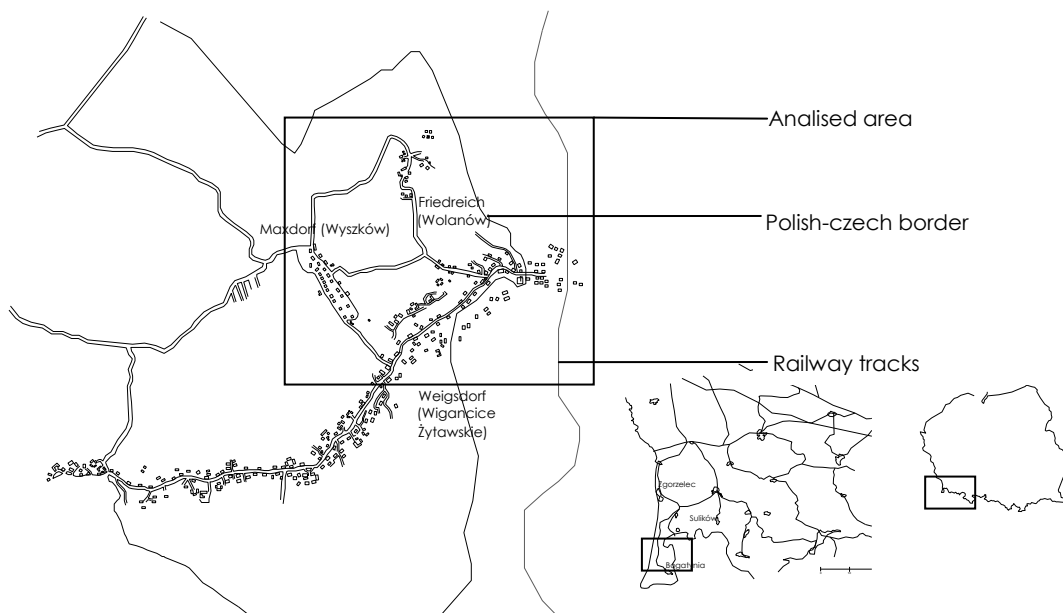 Analised area
Friedreich
(Wolanów)
Maxdorf (Wyszków)
Polish-czech border
Railway tracks
Weigsdorf
(Wigancice
Żytawskie)
Zgorzelec
Sulików
Bogatynia